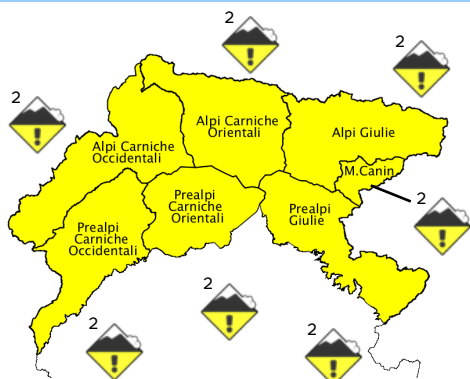 2
2
2
2
Alpi Carniche
Orientali
Alpi Giulie
Alpi Carniche
Occidentali
M.Canin
2
Prealpi
Carniche
Orientali
Prealpi
Giulie
Prealpi
Carniche
Occidentali
2
2
2